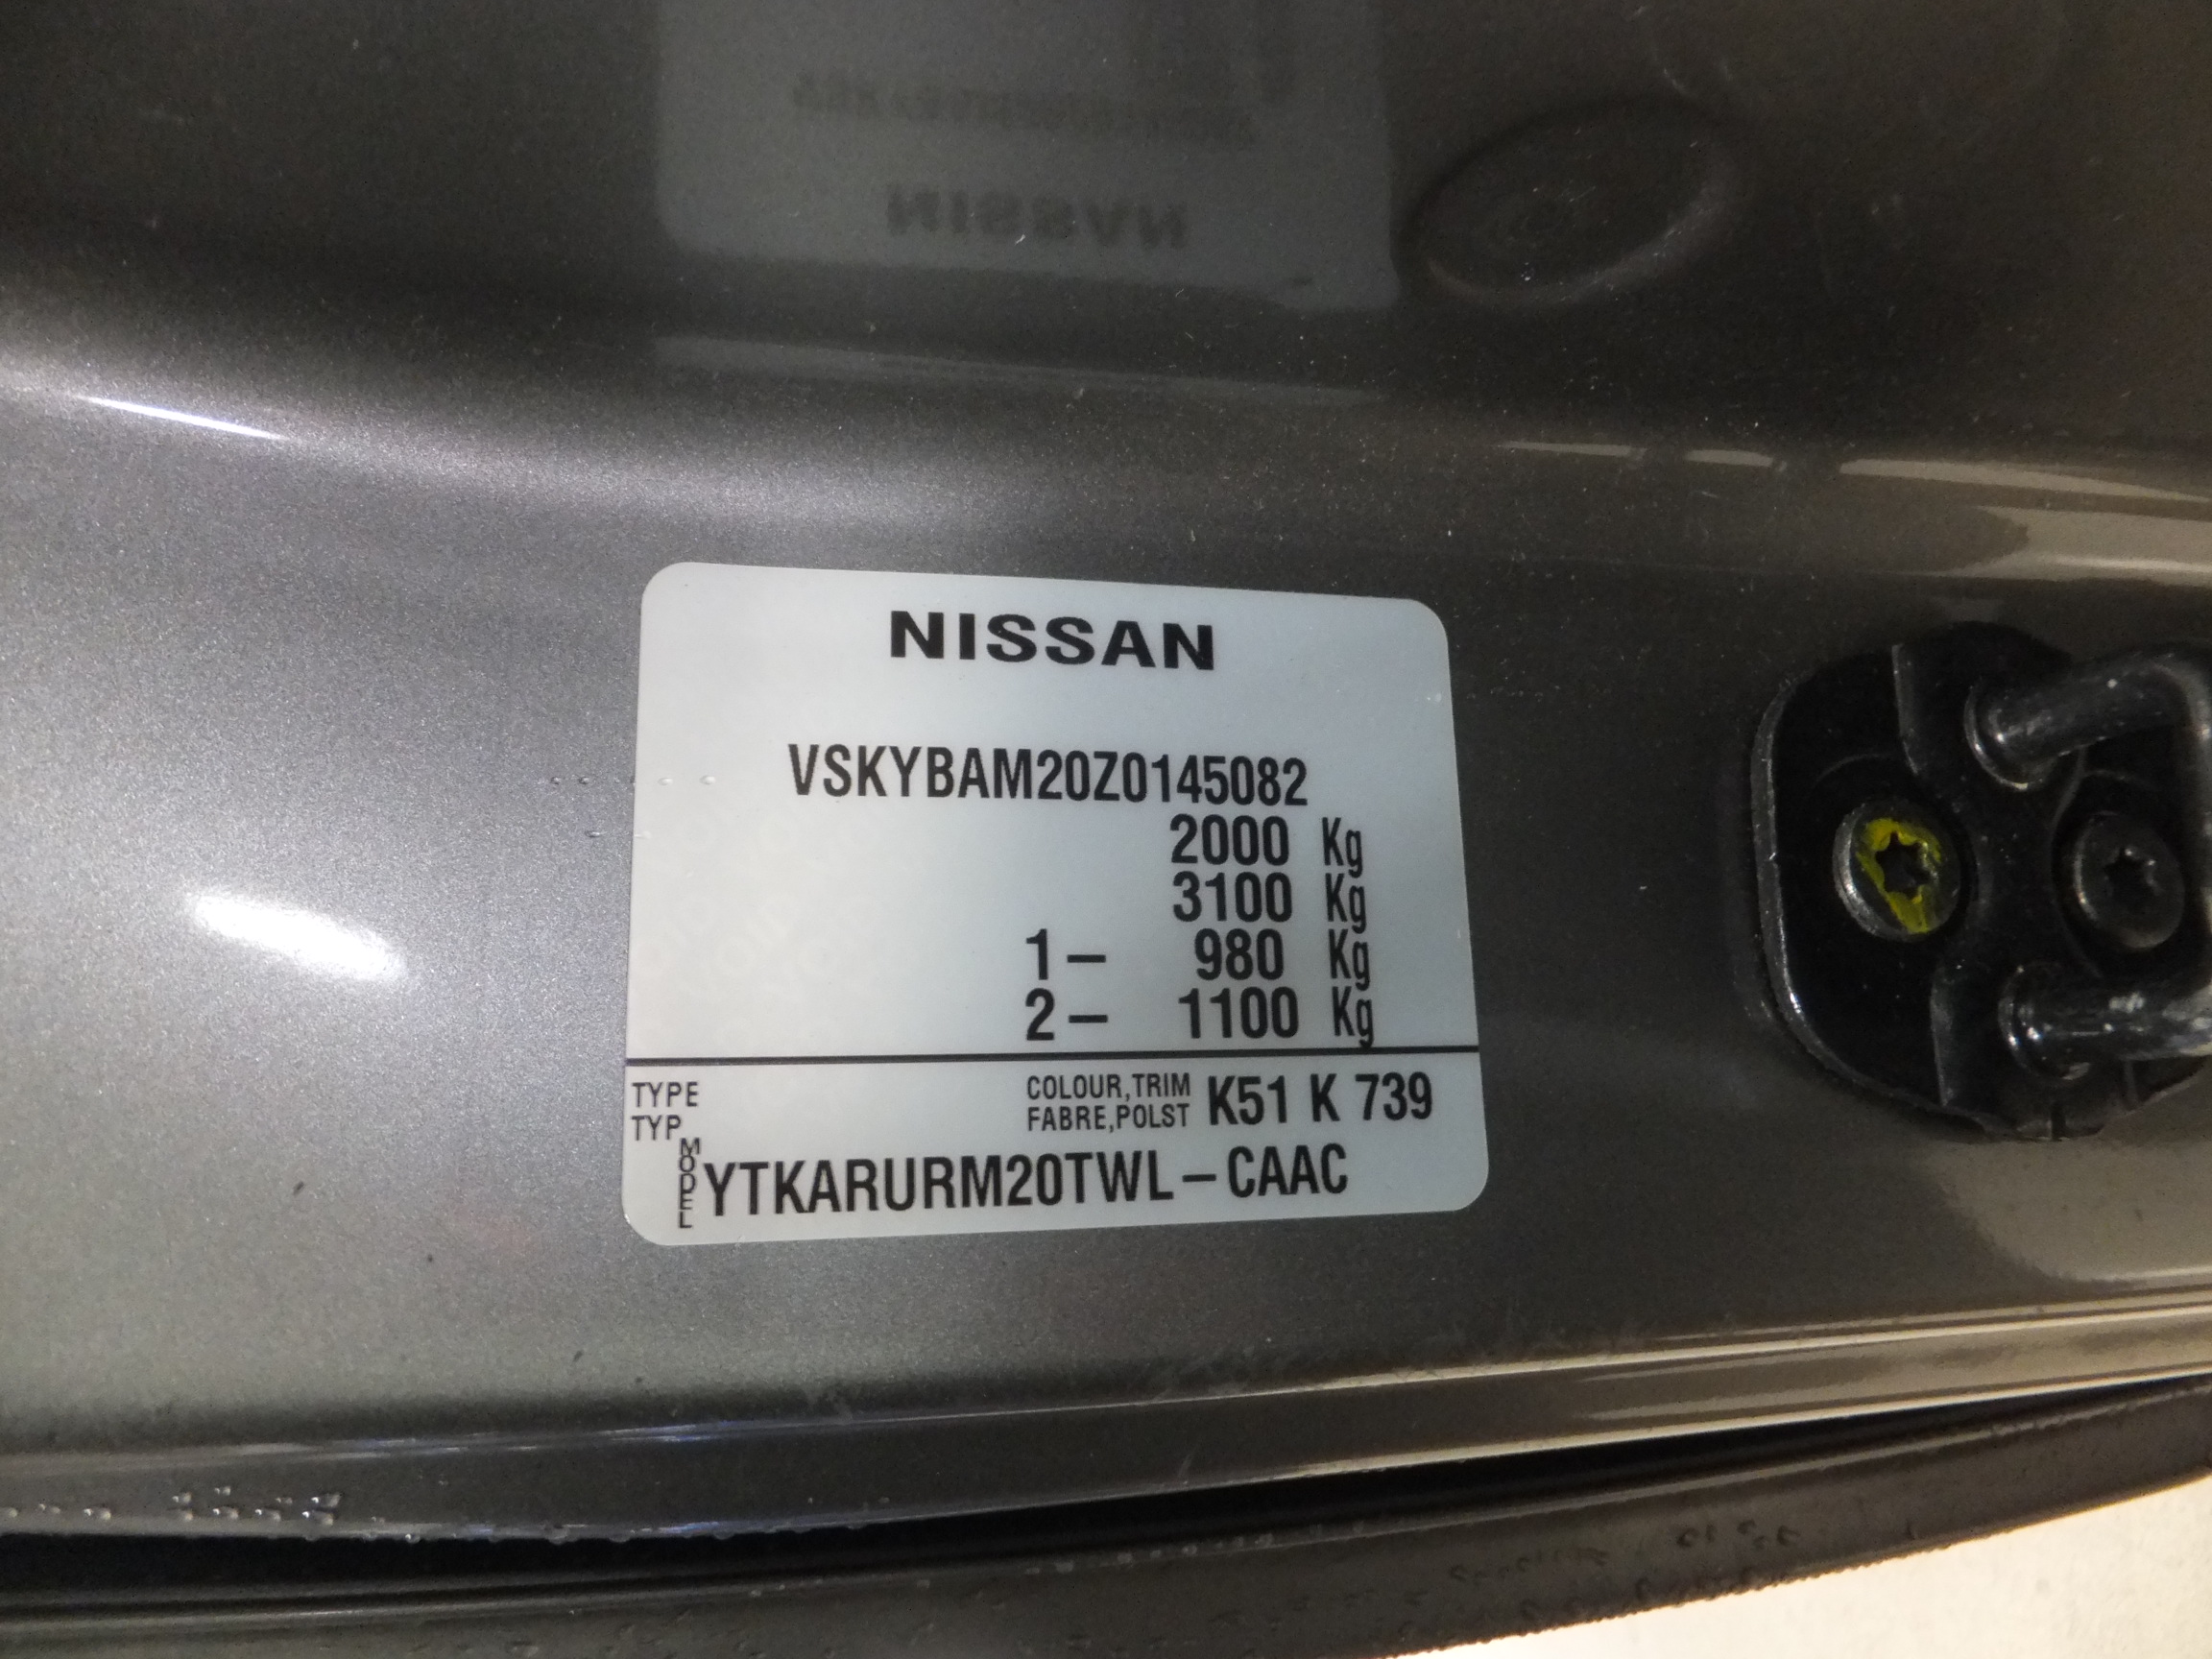 NISSAN
VSKYBAM20Z0145082
2000 Kg
3100 Kg
1– 980 Kg
2– 1100 Kg
TYPE
TYP
COLOUR,TRIM
FABRE,POLST
K51 K 739
MODEL
YTKARURM20TWL–CAAC